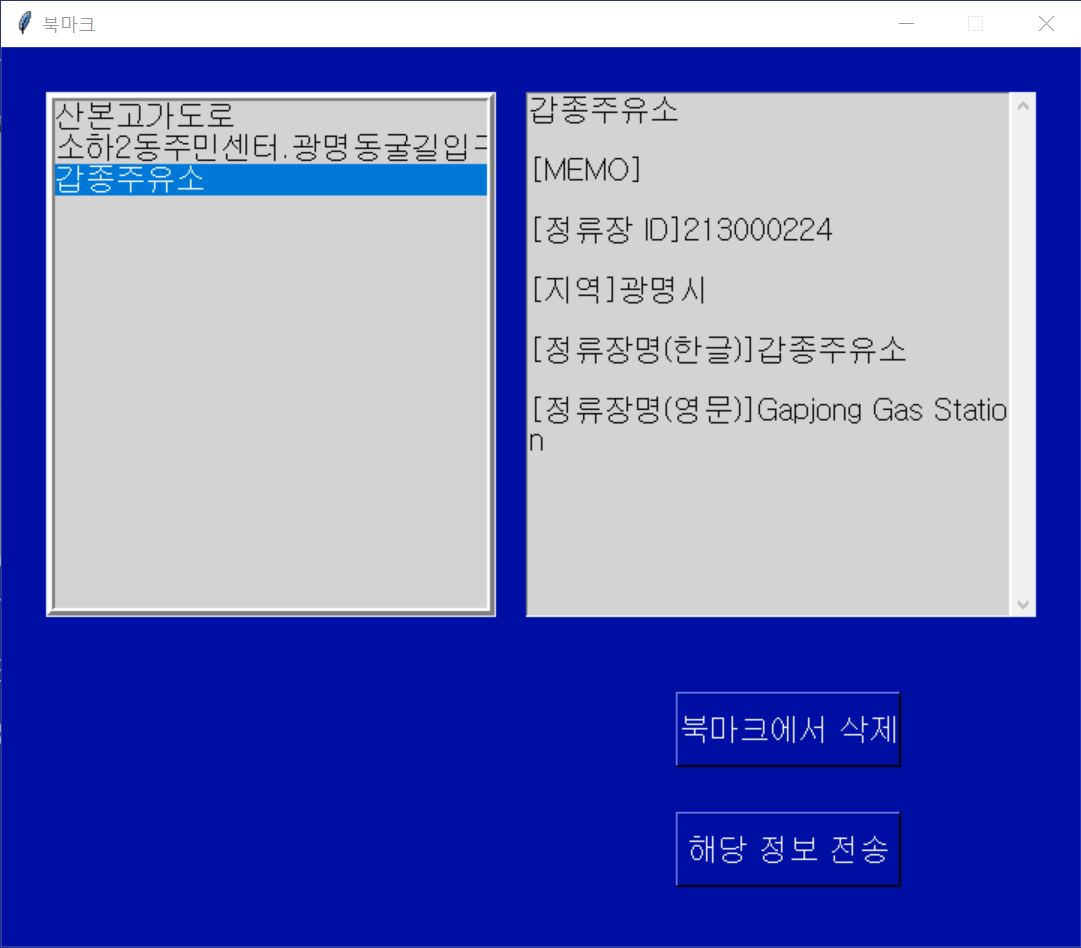 북마크
산본고가도로
소하2동주민센터.광명동굴길입구
갑종주유소
갑종주유소
[MEMO]
[정류장 ID]213000224
[지역]광명시
[정류장명(한글)]갑종주유소
[정류장명(영문)]Gapjong Gas Statio
n
북마크에서 삭제
해당 정보 전송